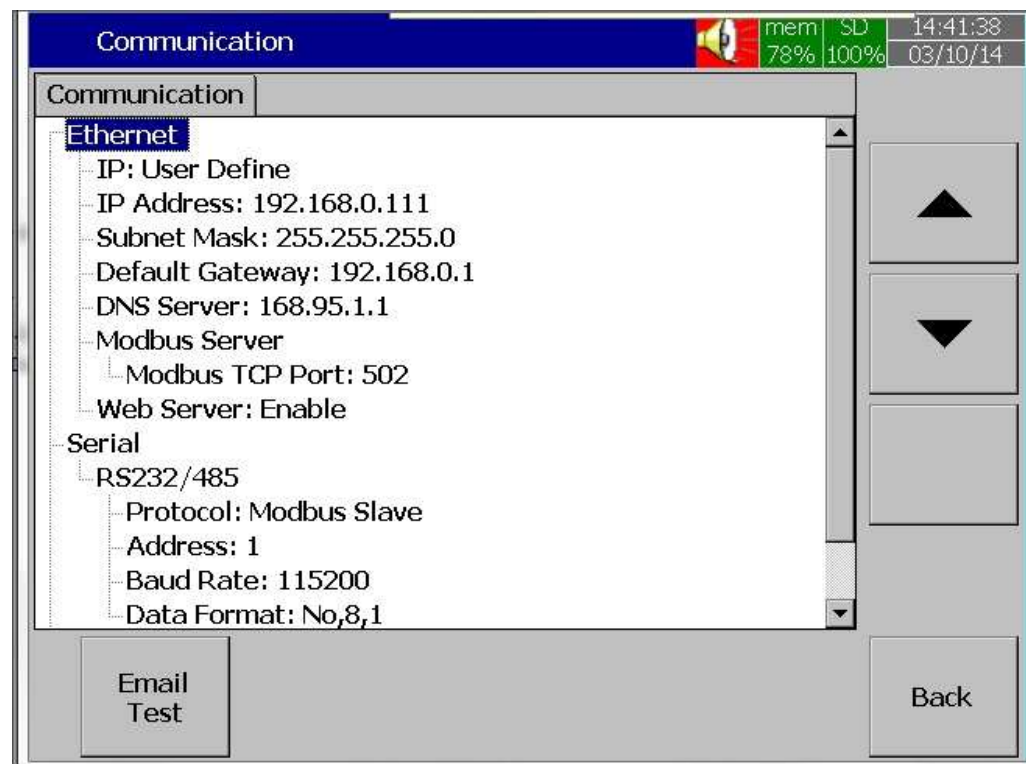 Communication
mem SD 14:41:38
78% 100% 03/10/14
Communication
Ethernet
IP: User Define
IP Address: 192.168.0.111
Subnet Mask: 255.255.255.0
Default Gateway: 192.168.0.1
DNS Server: 168.95.1.1
Modbus Server
Modbus TCP Port: 502
Web Server: Enable
Serial
RS232/485
Protocol: Modbus Slave
Address: 1
Baud Rate: 115200
Data Format: No,8,1
Email
Test
Back